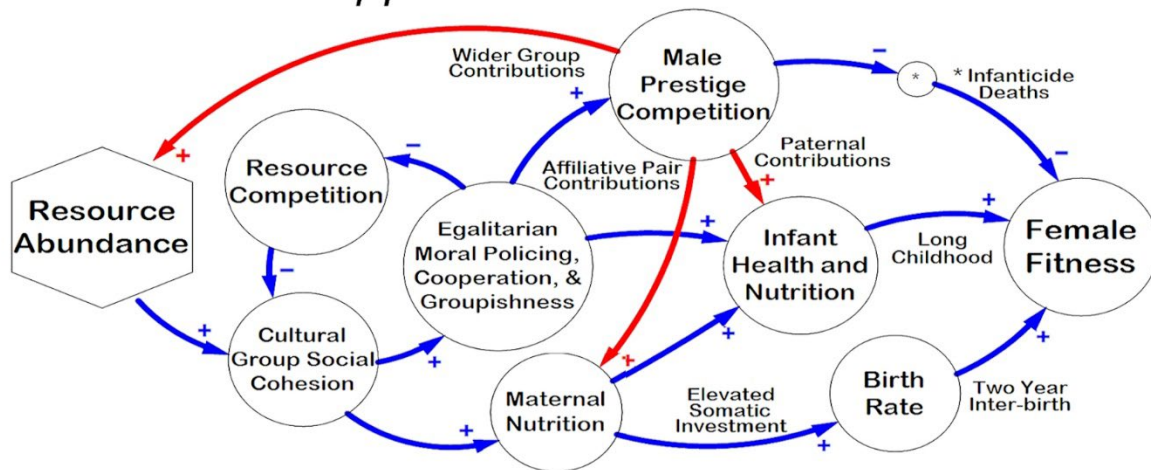 Wider Group
Contributions
+
Male
Prestige
Competition
−
*
* Infanticide
Deaths
+
Resource
Competition
−
Affiliative Pair
Contributions
Paternal
Contributions
+
−
Resource
Abundance
Egalitarian
Moral Policing,
Cooperation, &
Groupishness
+
Infant
Health and
Nutrition
+
Long
Childhood
Female
Fitness
−
+
Cultural
Group Social
Cohesion
+
+
+
+
Maternal
Nutrition
+
Elevated
Somatic
Investment
+
Birth
Rate
Two Year
Inter-birth
+